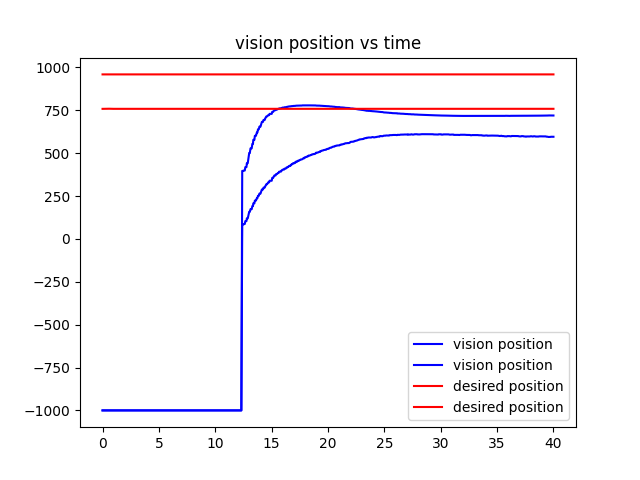 vision position vs time
1000
750
500
250
0
−250
−500
−750
−1000
0 5 10 15 20 25 30 35 40
vision position
vision position
desired position
desired position